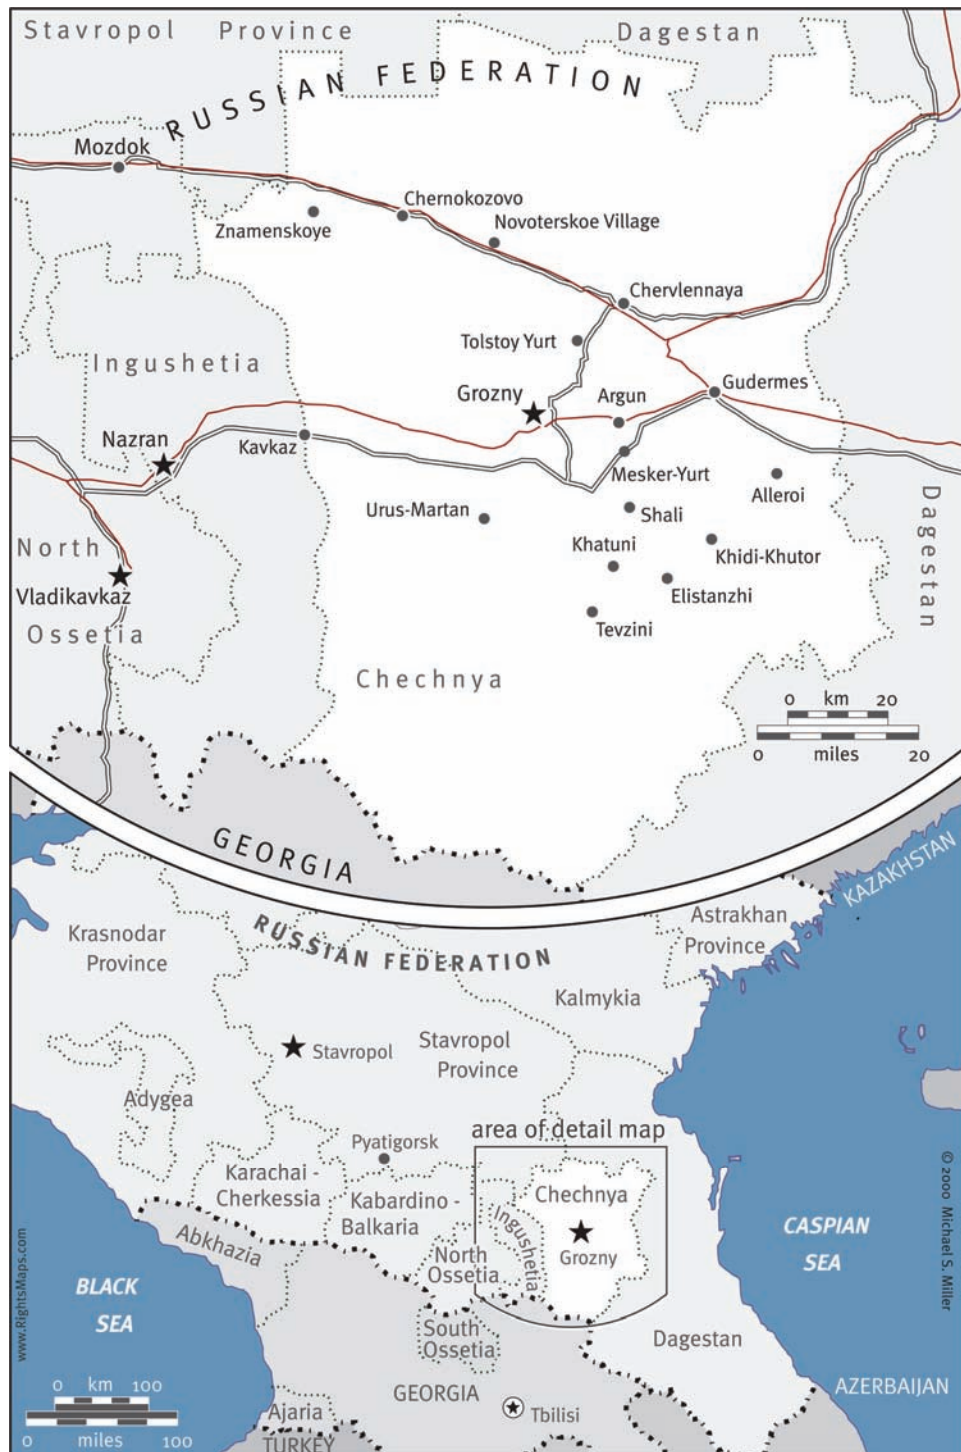 Stavropol Province
Dagestan
RUSSIAN FEDERATION
Mozdok
Chernokozovo
Znamenskoye
Novoterskoe Village
Chervlennaya
Tolstoy Yurt
Ingushetia
Grozny
Argun
Gudermes
Nazran
Kavkaz
Mesker-Yurt
Alleroi
Urus-Martan
Shali
Dagestan
North
Ossetia
Khatuni
Khidi-Khutor
Vladikavkaz
Elistanzhi
Tevzini
Chechnya
0 km 20
0 miles 20
GEORGIA
KAZAKHSTAN
RUSSIAN FEDERATION
Astrakhan
Province
Krasnodar
Province
Kalmykia
Stavropol
Stavropol
Province
Adygea
area of detail map
Pyatigorsk
Karachai -
Cherkessia
Kabardino -
Balkaria
Chechnya
Ingushetia
Grozny
North
Ossetia
Abkhazia
CASPIAN
SEA
BLACK
SEA
South
Ossetia
Dagestan
GEORGIA
AZERBAIJAN
Tbilisi
Ajaria
TURKEY
0 km 100
0 miles 100
www.RightsMaps.com
© 2000 Michael S. Miller